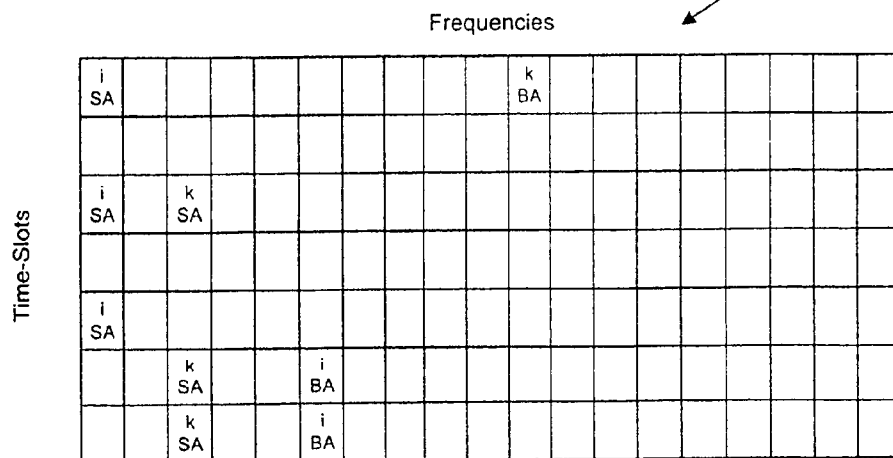 Frequencies
i k
SA BA
i k
SA SA
Time-Slots
i
SA
k i
SA BA
k i
SA BA